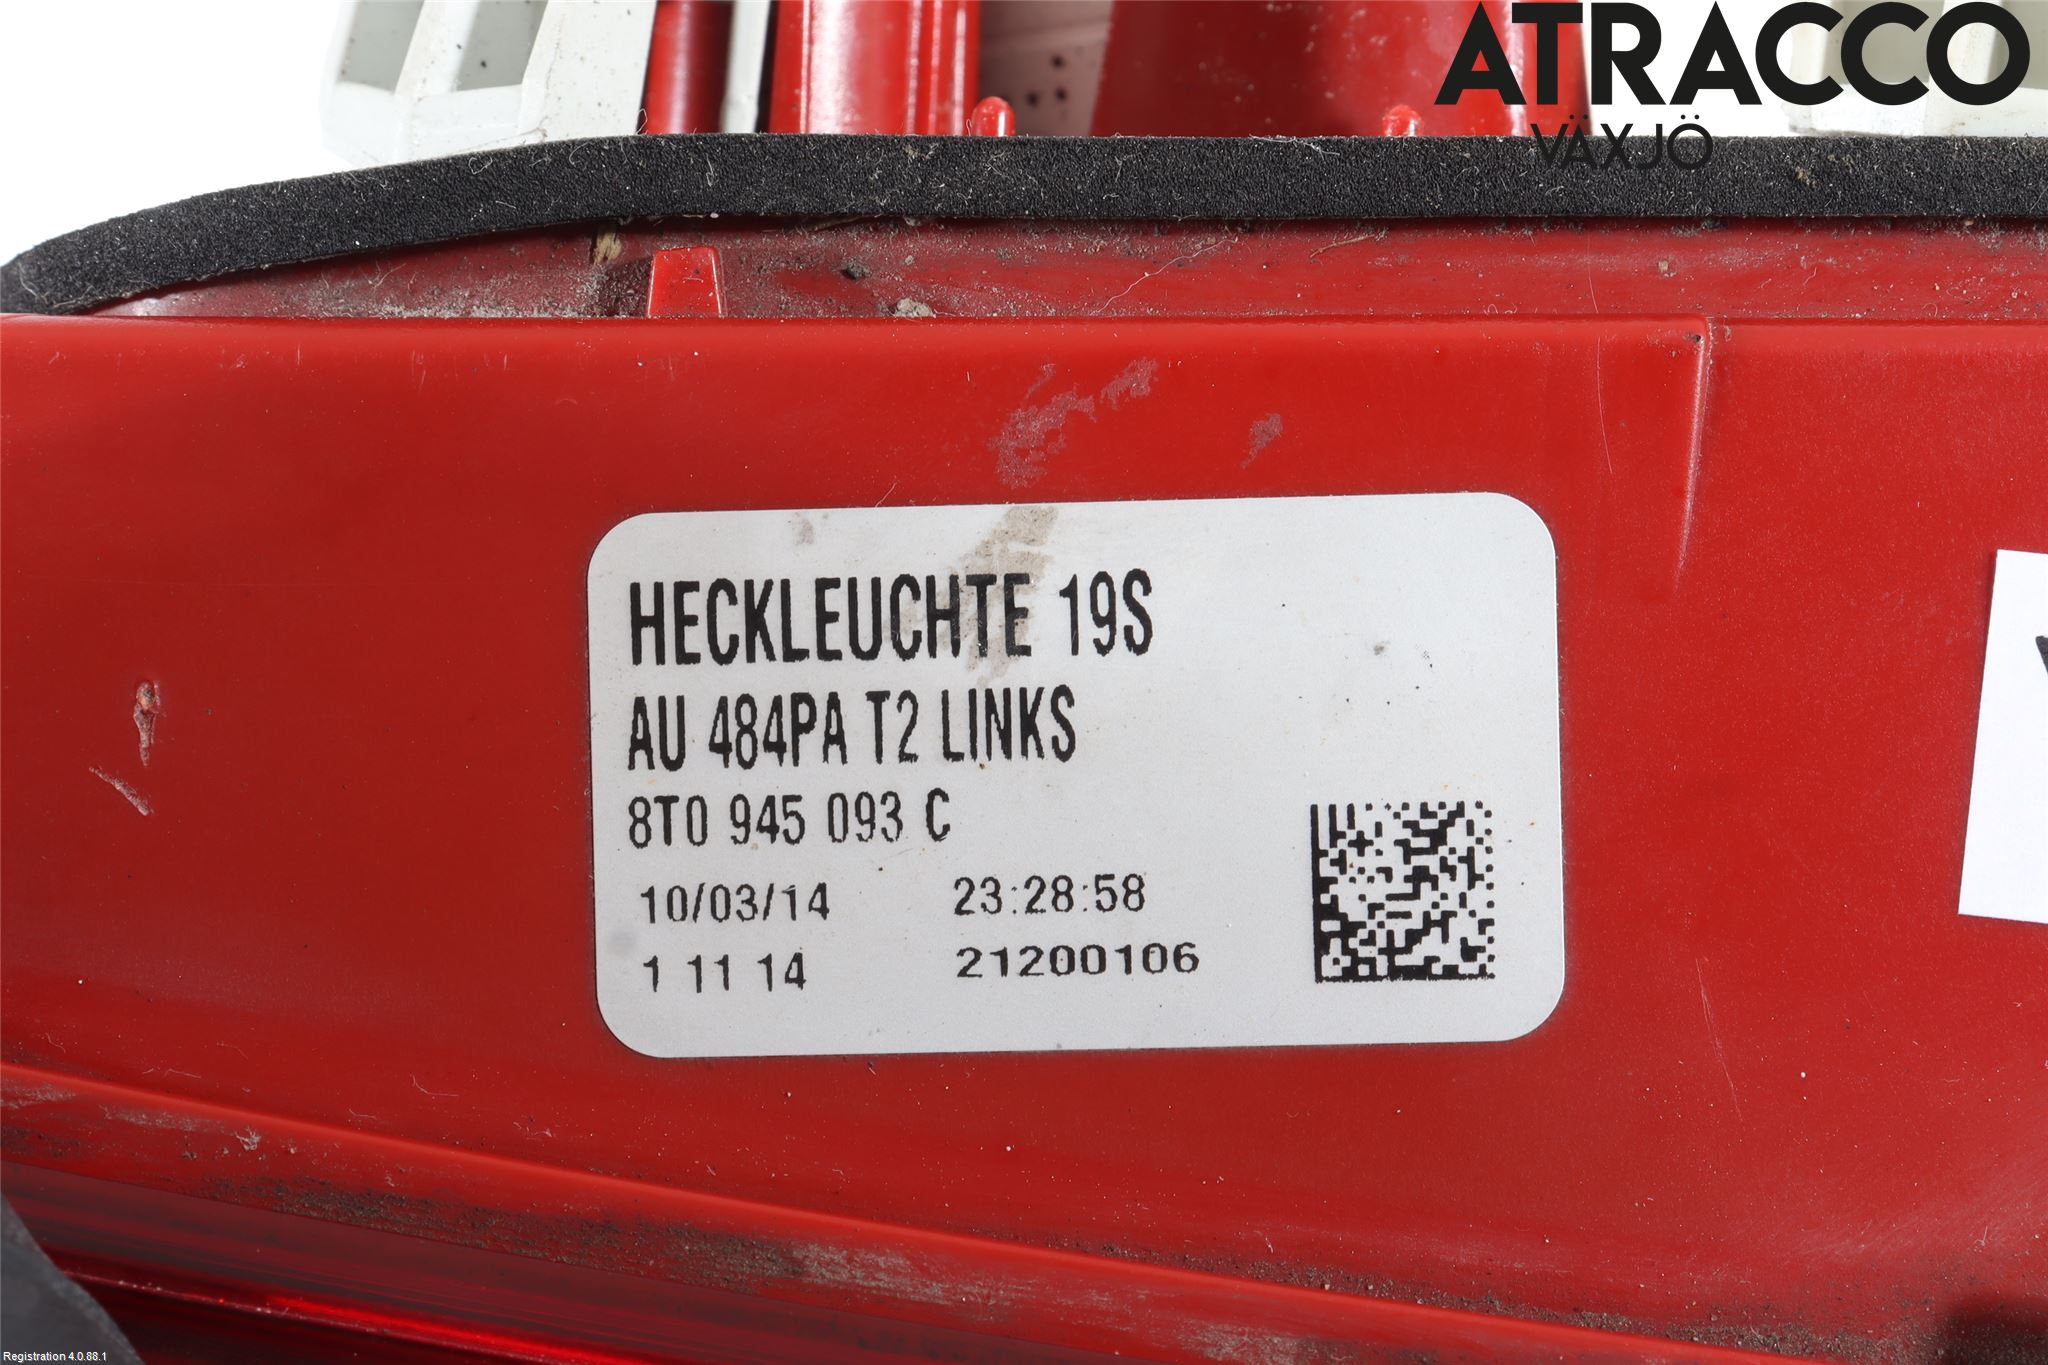 ATRACCO
VÄXJÖ
HECKLEUCHTE 19S
AU 484PA T2 LINKS
8T0 945 093 C
10/03/14 23:28:58
1 11 14 21200106
Registration 4.0.88.1